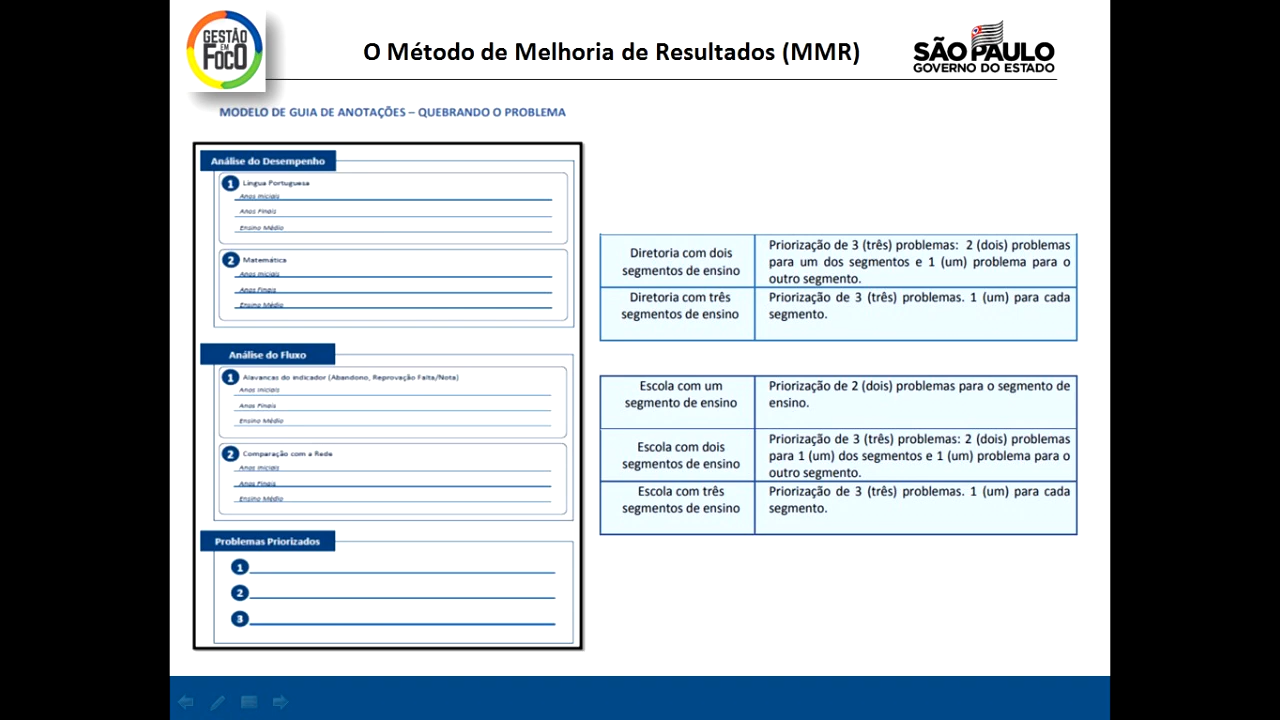 GESTÃO
EM
FOCO
O Método de Melhoria de Resultados (MMR)
SÃO PAULO
GOVERNO DO ESTADO
MODELO DE GUIA DE ANOTAÇÕES – QUEBRANDO O PROBLEMA
Análise do Desempenho
1 Língua Portuguesa
Anos Iniciais
Anos Finais
Ensino Médio
2 Matemática
Anos Iniciais
Anos Finais
Ensino Médio
Análise do Fluxo
1 Alavancas do indicador (Abandono, Reprovação Falta/Nota)
Anos Iniciais
Anos Finais
Ensino Médio
2 Comparação com a Rede
Anos Iniciais
Anos Finais
Ensino Médio
Problemas Priorizados
1
2
3
Diretoria com dois
segmentos de ensino
Priorização de 3 (três) problemas: 2 (dois) problemas
para um dos segmentos e 1 (um) problema para o
outro segmento.
Diretoria com três
segmentos de ensino
Priorização de 3 (três) problemas. 1 (um) para cada
segmento.
Escola com um
segmento de ensino
Priorização de 2 (dois) problemas para o segmento de
ensino.
Escola com dois
segmentos de ensino
Priorização de 3 (três) problemas: 2 (dois) problemas
para 1 (um) dos segmentos e 1 (um) problema para o
outro segmento.
Escola com três
segmentos de ensino
Priorização de 3 (três) problemas. 1 (um) para cada
segmento.